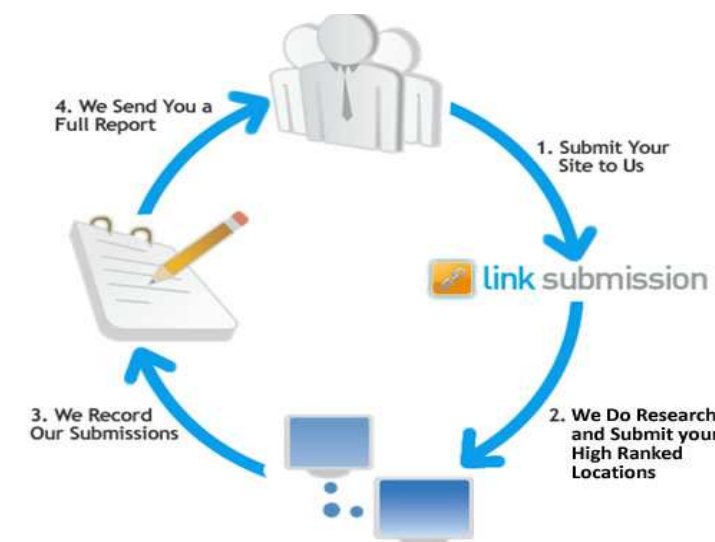 4. We Send You a
Full Report
1. Submit Your
Site to Us
link submission
2. We Do Research
and Submit your
High Ranked
Locations
3. We Record
Our Submissions